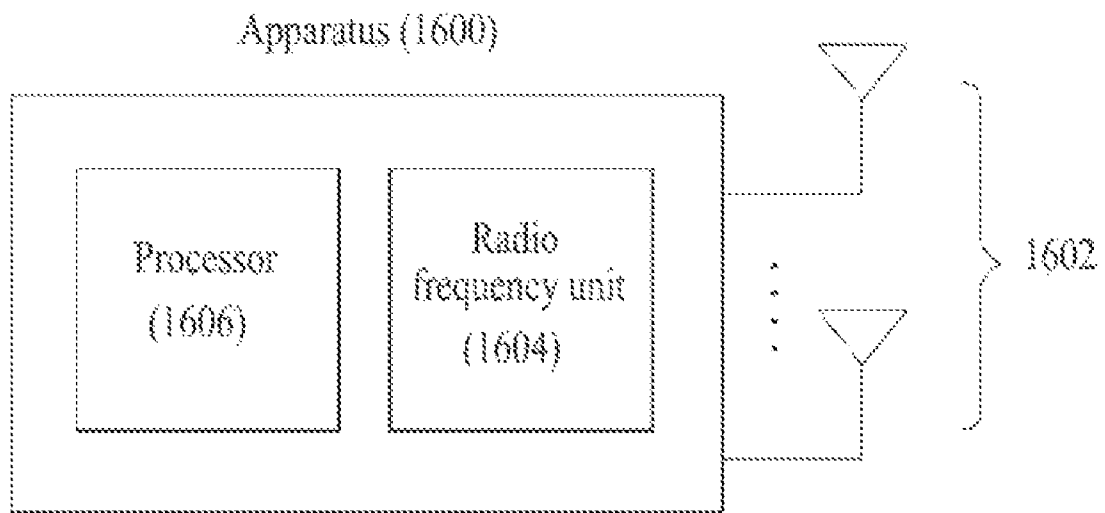 Apparatus (1600)
Processor
(1606)
Radio
frequency unit
(1604)
1602